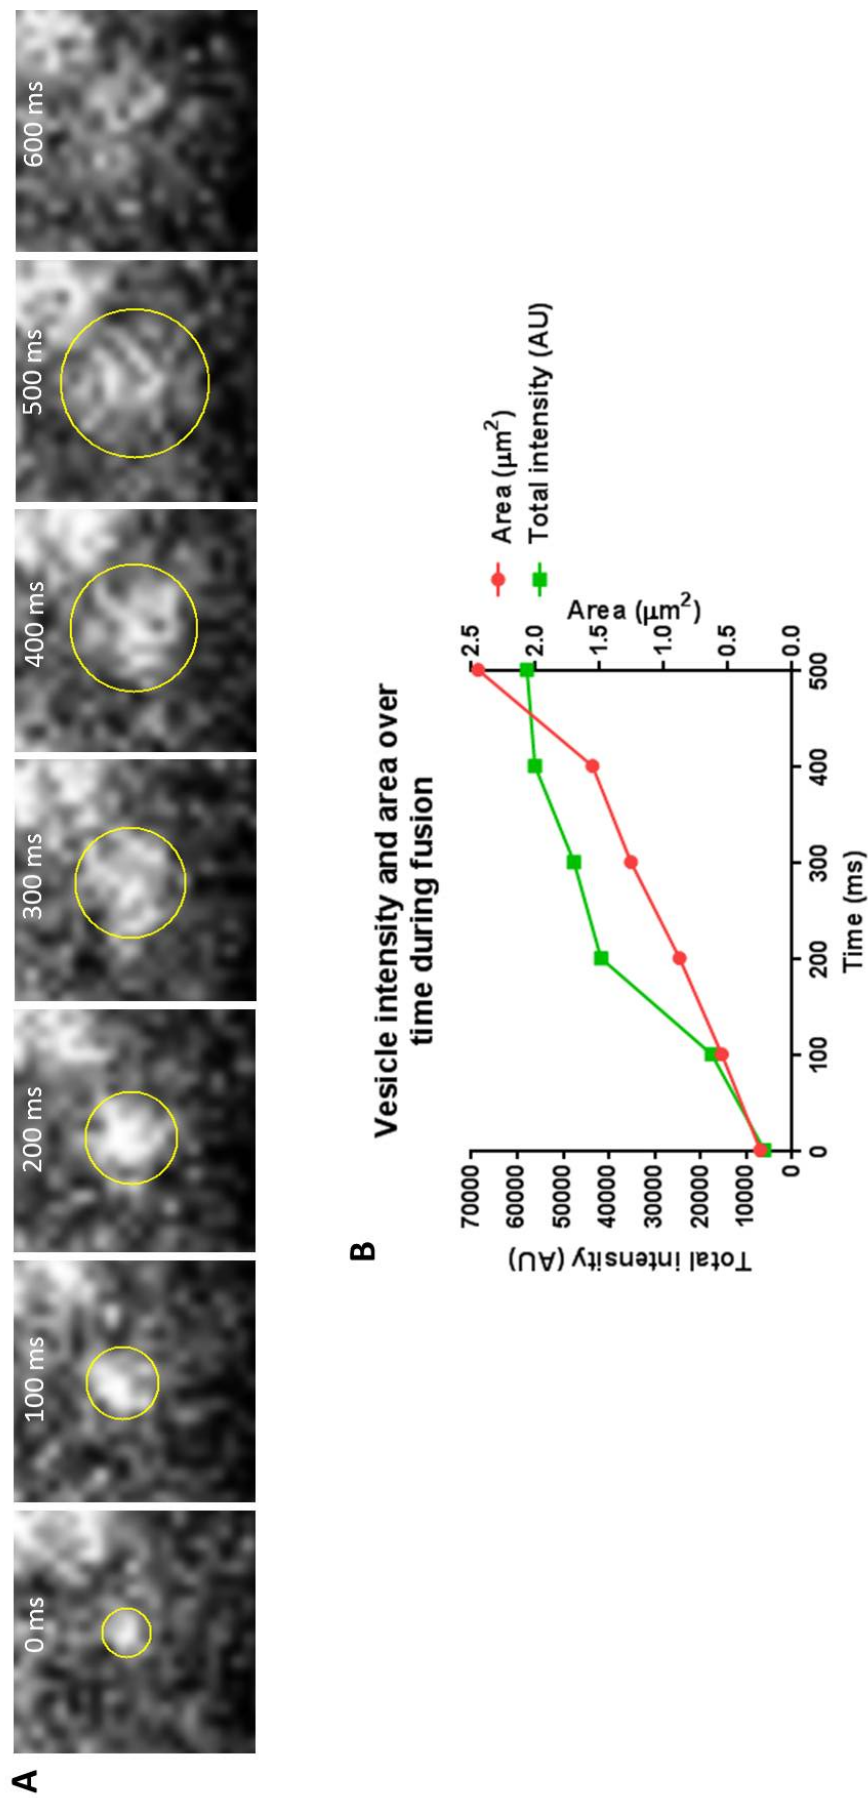 A
0 ms
100 ms
200 ms
300 ms
400 ms
500 ms
600 ms
B
Vesicle intensity and area over
time during fusion
Total intensity (AU)
70000
60000
50000
40000
30000
20000
10000
0
2.5
2.0
1.5
1.0
0.5
0.0
Area (μm²)
0
100
200
300
400
500
Time (ms)
Area (μm²)
Total intensity (AU)